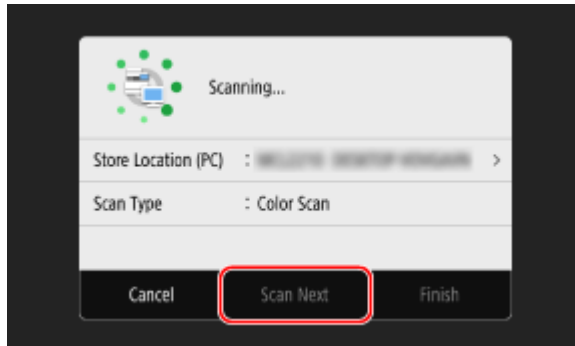 Scanning...
Store Location (PC) :
Scan Type : Color Scan
Cancel Scan Next Finish